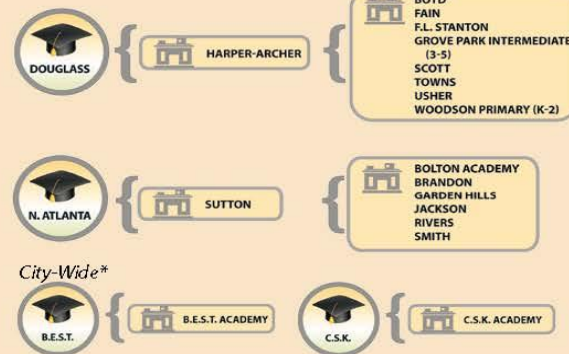 DOUGLASS
HARPER-ARCHER
BOYD
FAIN
F.L. STANTON
GROVE PARK INTERMEDIATE
(3-5)
SCOTT
TOWNS
USHER
WOODSON PRIMARY (K-2)
N. ATLANTA
SUTTON
BOLTON ACADEMY
BRANDON
GARDEN HILLS
JACKSON
RIVERS
SMITH
City-Wide*
B.E.S.T.
B.E.S.T. ACADEMY
C.S.K.
C.S.K. ACADEMY